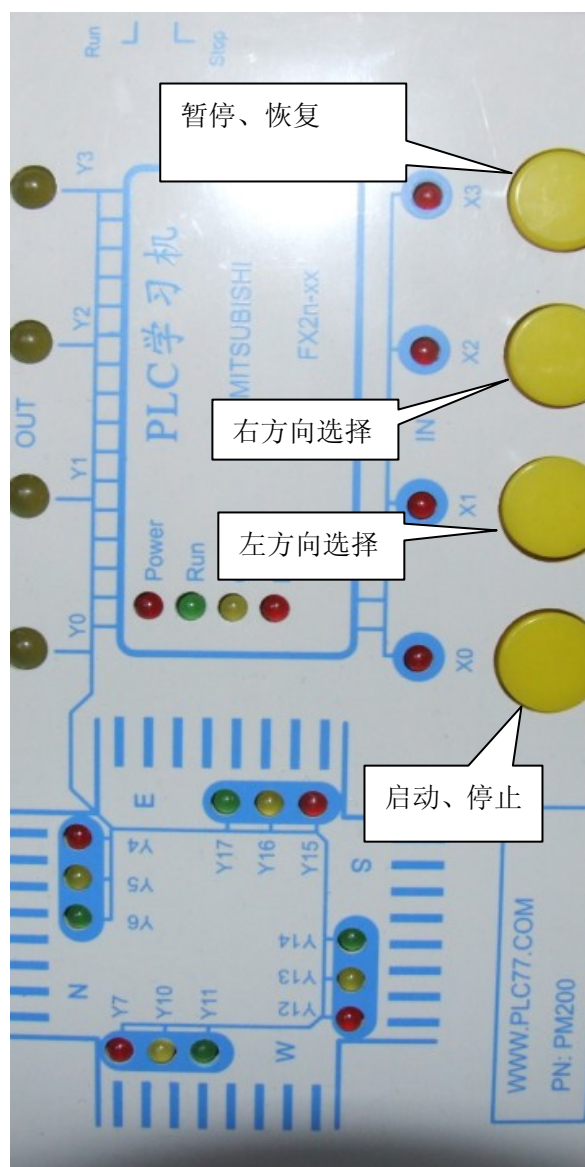 Run
Stop
暂停、恢复
Y3
X3
PLC学习机
MITSUBISHI
FX2n-xx
Y2
X2
OUT
IN
右方向选择
Y1
X1
左方向选择
Power
Run
Y0
X0
启动、停止
E
Y17
Y16
Y15
Y4
Y5
Y6
S
N
Y14
Y13
Y12
Y7
Y10
Y11
W
WWW.PLC77.COM
PN: PM200